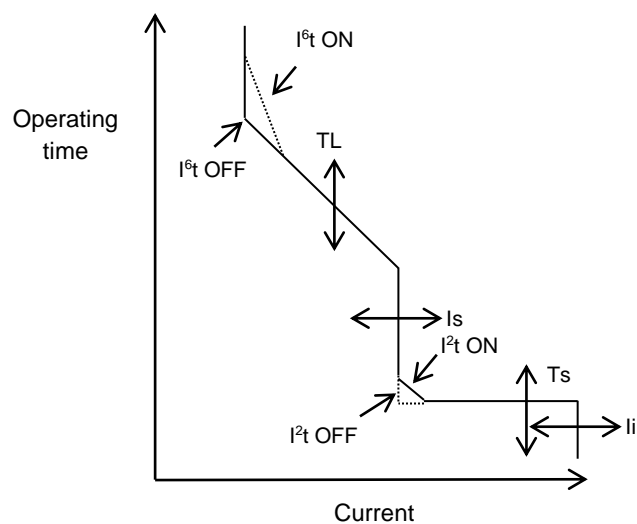 I⁶t ON
Operating
time
TL
I⁶t OFF
Is
I²t ON
Ts
I²t OFF
Ii
Current